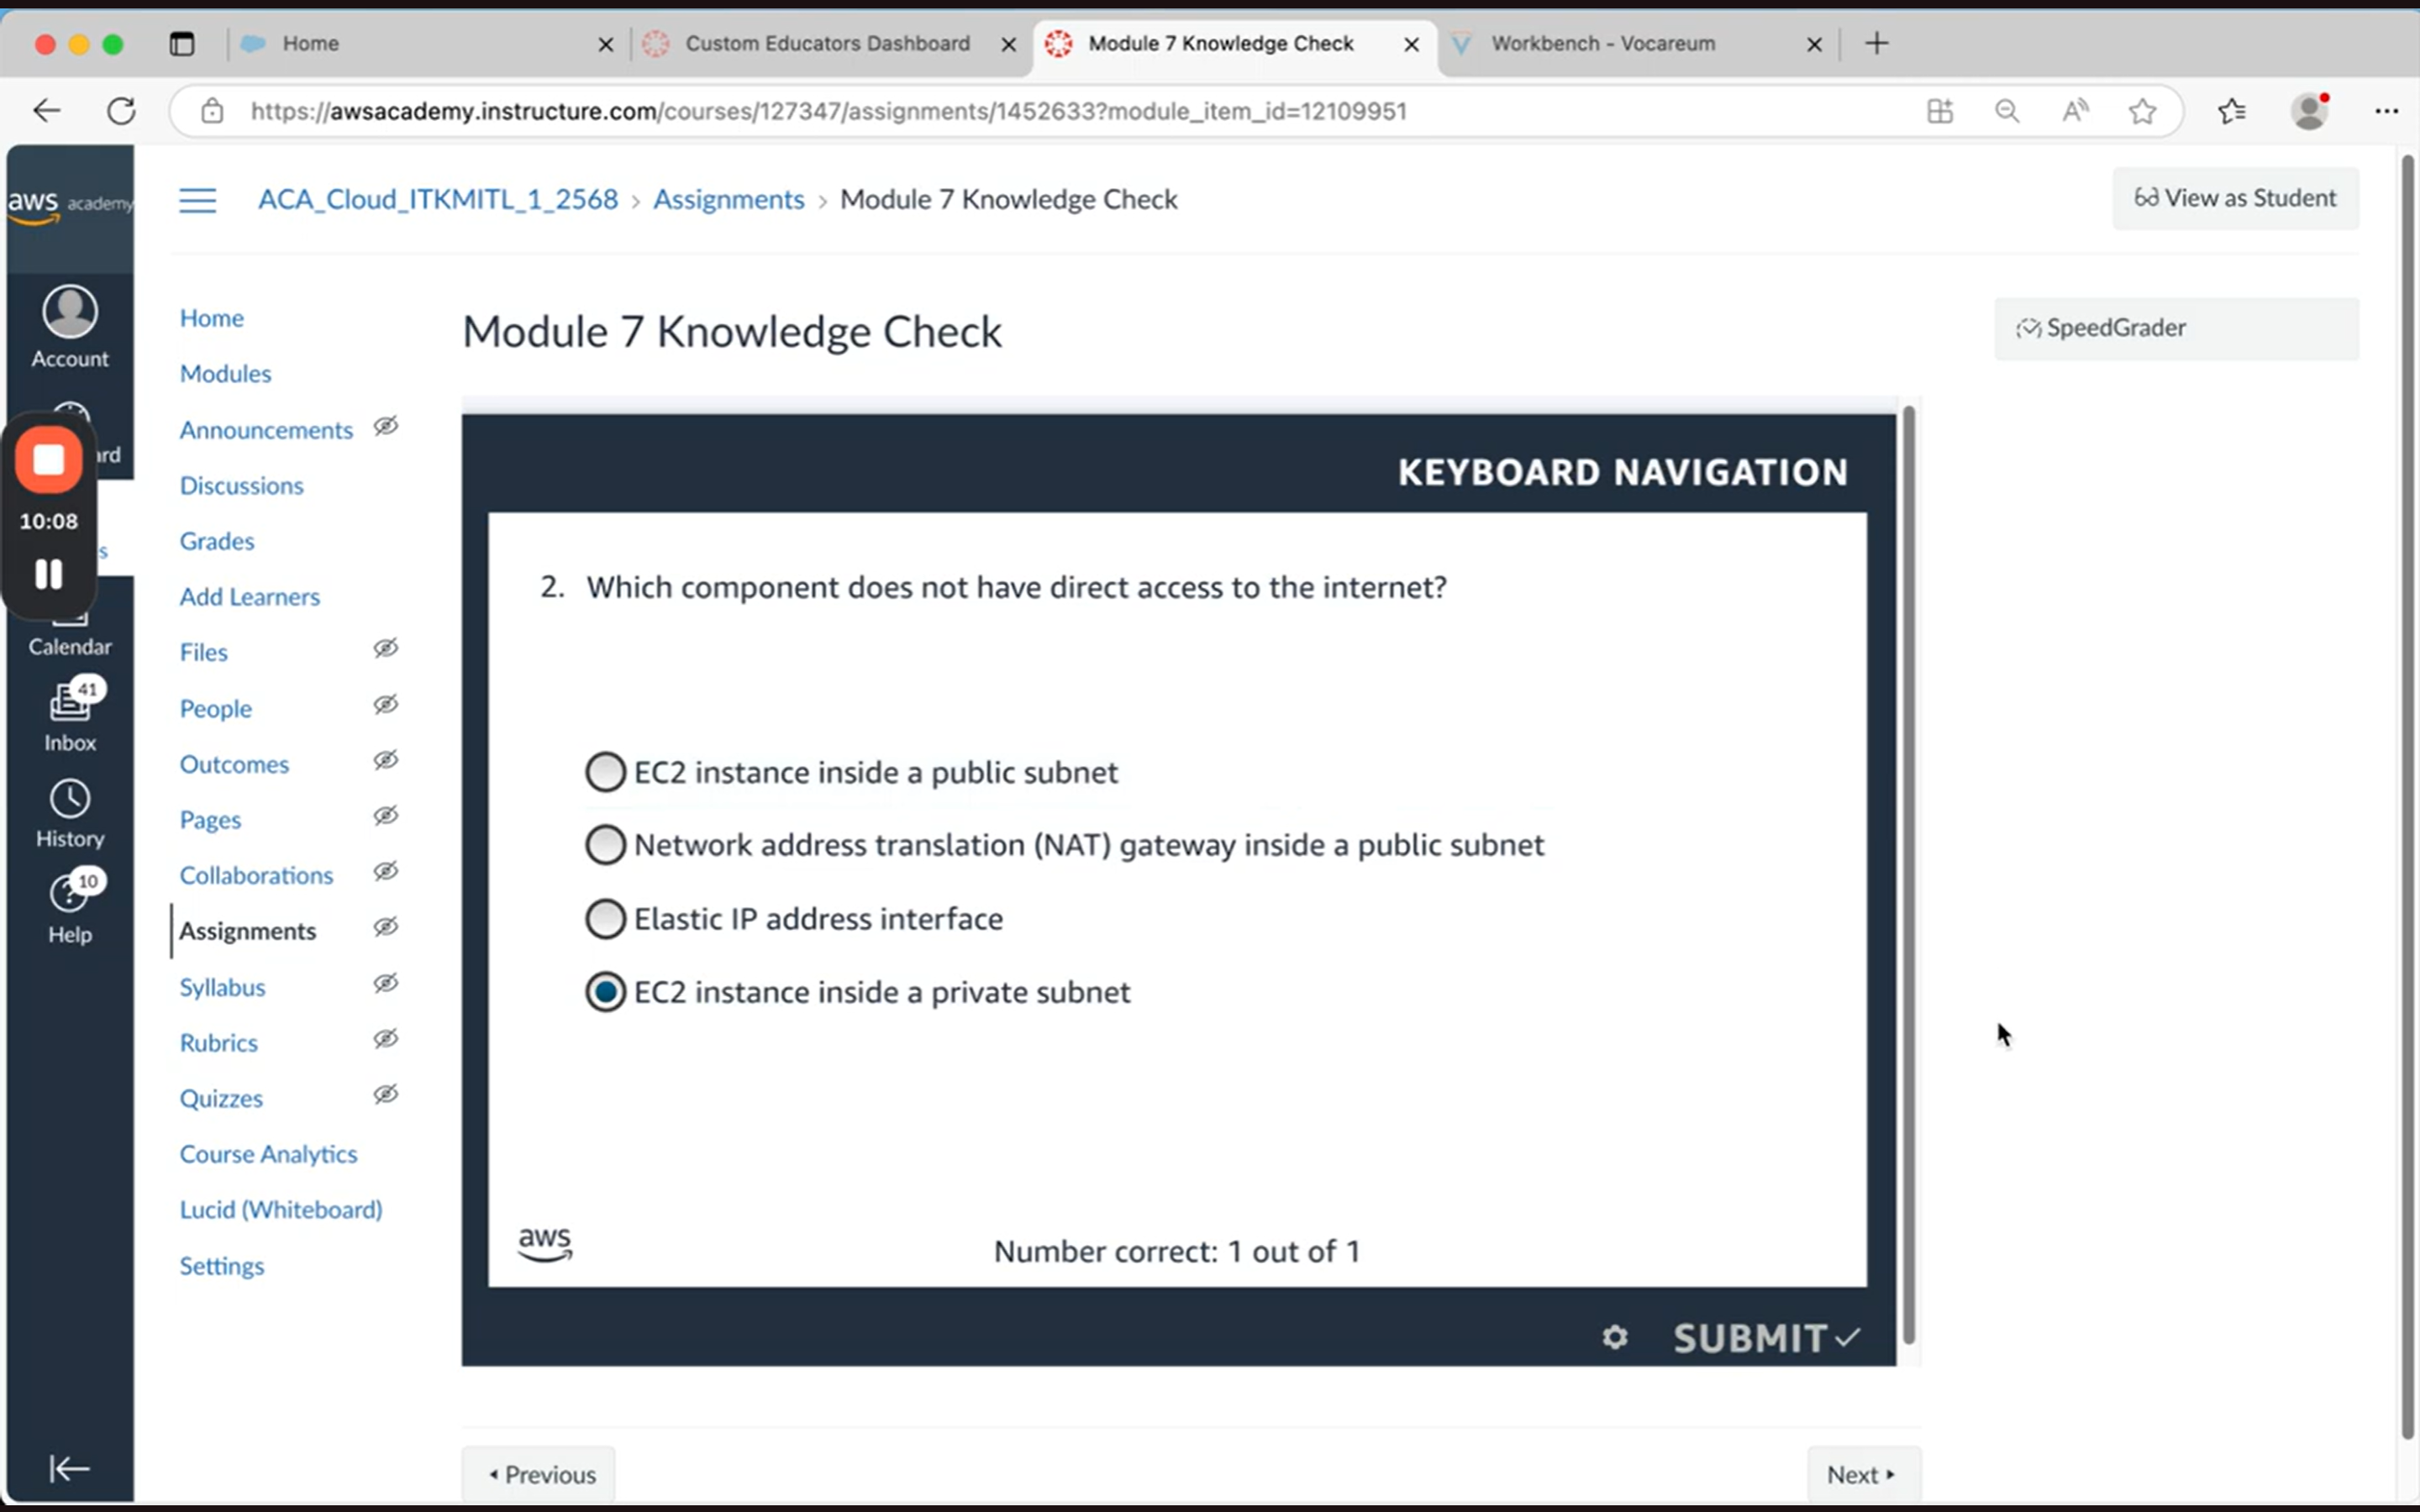 Home
Custom Educators Dashboard
Module 7 Knowledge Check
Workbench - Vocareum
https://awsacademy.instructure.com/courses/127347/assignments/1452633?module_item_id=12109951
aws academy
ACA_Cloud_ITKMITL_1_2568 › Assignments › Module 7 Knowledge Check
View as Student
Account
rd
10:08
s
Calendar
41
Inbox
History
10
Help
Home
Modules
Announcements
Discussions
Grades
Add Learners
Files
People
Outcomes
Pages
Collaborations
Assignments
Syllabus
Rubrics
Quizzes
Course Analytics
Lucid (Whiteboard)
Settings
Module 7 Knowledge Check
SpeedGrader
KEYBOARD NAVIGATION
2. Which component does not have direct access to the internet?
EC2 instance inside a public subnet
Network address translation (NAT) gateway inside a public subnet
Elastic IP address interface
EC2 instance inside a private subnet
aws
Number correct: 1 out of 1
SUBMIT
Previous
Next